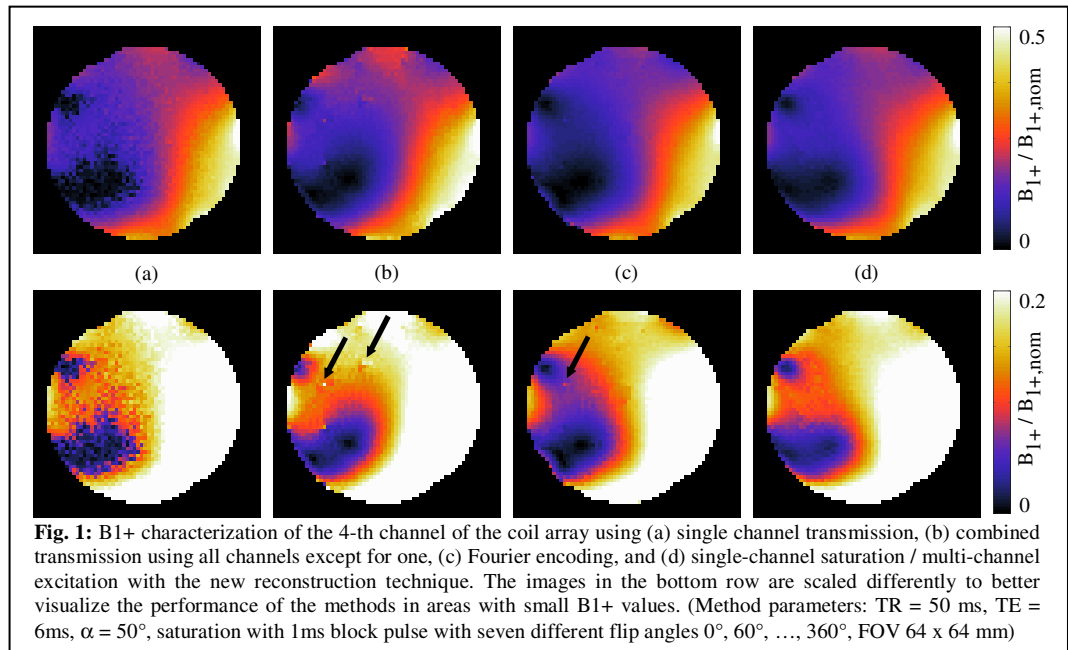 0.5
B1+ / B1+,nom
0
(a)
(b)
(c)
(d)
0.2
B1+ / B1+,nom
0
Fig. 1: B1+ characterization of the 4-th channel of the coil array using (a) single channel transmission, (b) combined
transmission using all channels except for one, (c) Fourier encoding, and (d) single-channel saturation / multi-channel
excitation with the new reconstruction technique. The images in the bottom row are scaled differently to better
visualize the performance of the methods in areas with small B1+ values. (Method parameters: TR = 50 ms, TE =
6ms, α = 50°, saturation with 1ms block pulse with seven different flip angles 0°, 60°, …, 360°, FOV 64 x 64 mm)